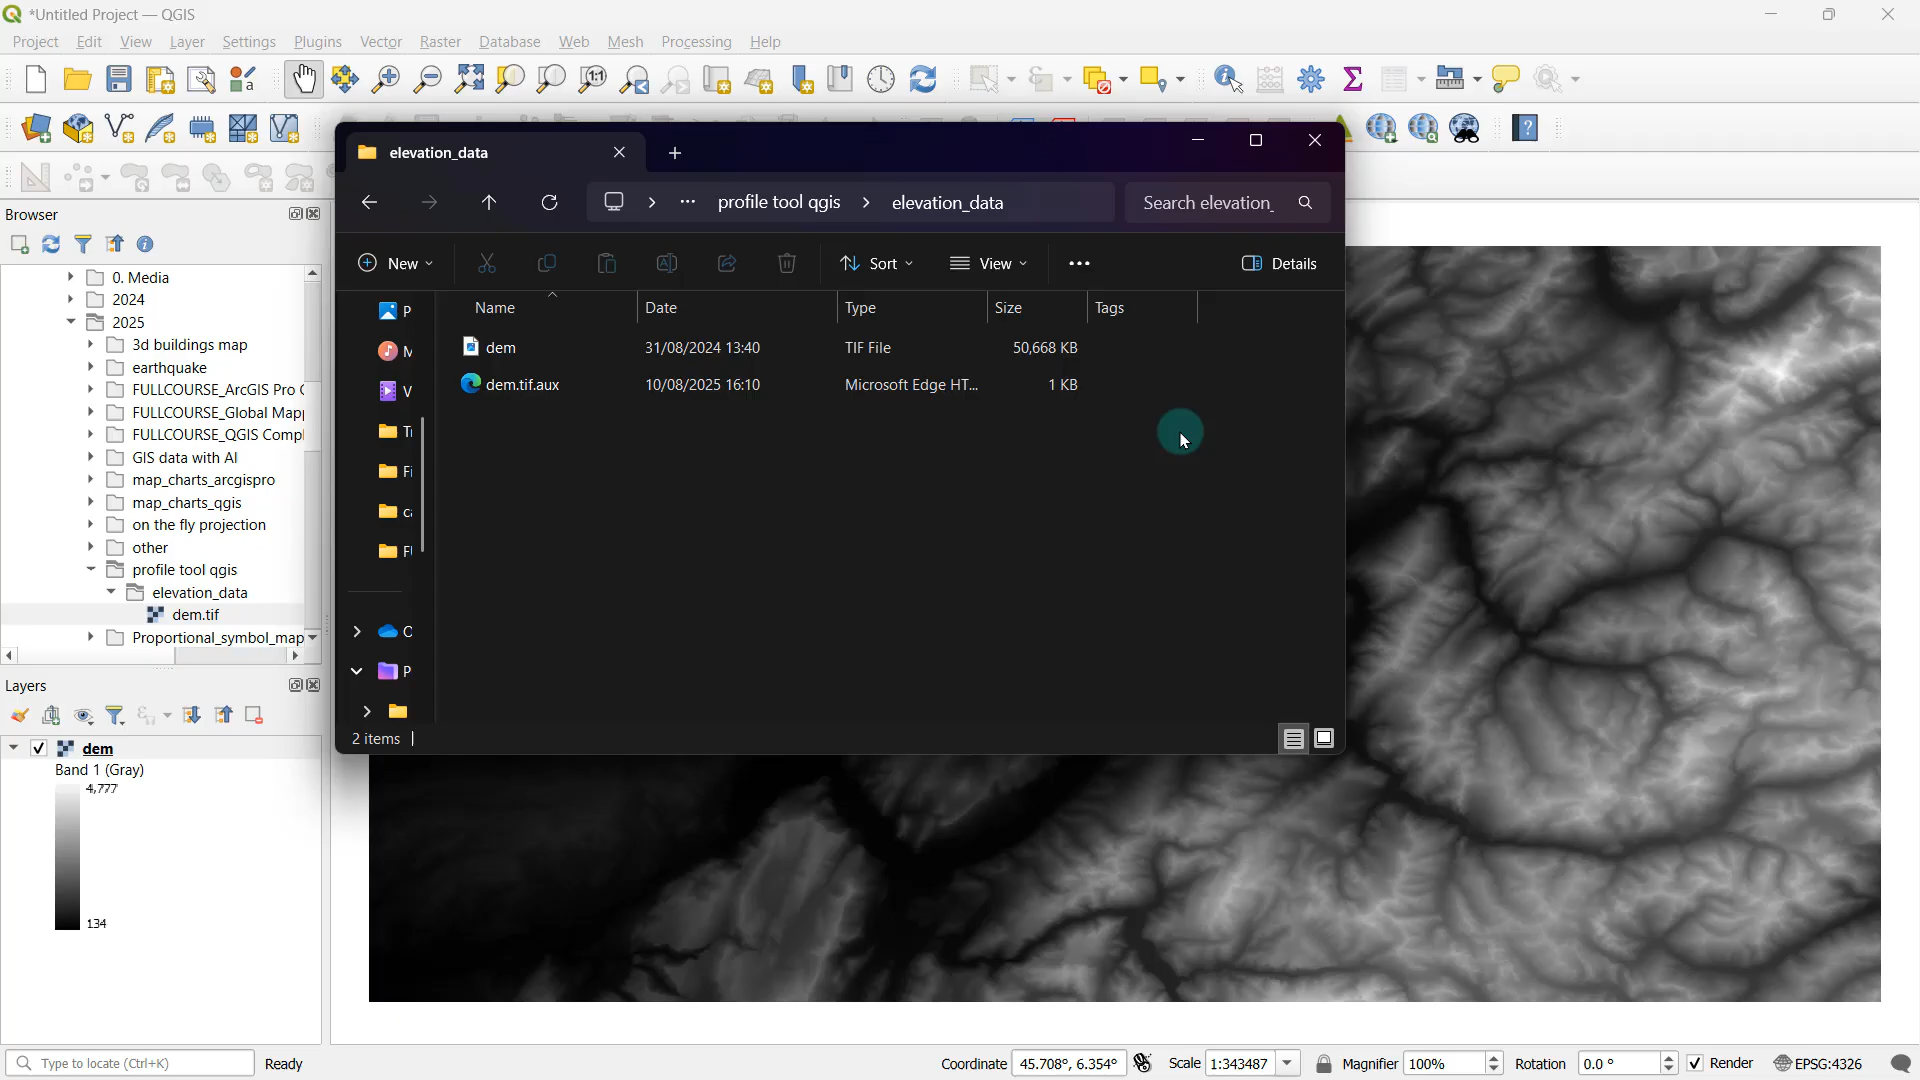 *Untitled Project — QGIS
Project Edit View Layer Settings Plugins Vector Raster Database Web Mesh Processing Help
elevation_data
profile tool qgis elevation_data
Search elevation_
New Sort View Details
Name Date Type Size Tags
dem 31/08/2024 13:40 TIF File 50,668 KB
dem.tif.aux 10/08/2025 16:10 Microsoft Edge HT... 1 KB
2 items
Browser
0. Media
2024
2025
3d buildings map
earthquake
FULLCOURSE_ArcGIS Pro
FULLCOURSE_Global
FULLCOURSE_QGIS
GIS data with AI
map_charts_arcgispro
map_charts_qgis
on the fly projection
other
profile tool qgis
elevation_data
dem.tif
Proportional_symbol_map
Layers
dem
Band 1 (Gray)
4,777
134
Type to locate (Ctrl+K)
Ready
Coordinate 45.708°, 6.354° Scale 1:343487 Magnifier 100% Rotation 0.0 ° Render EPSG:4326